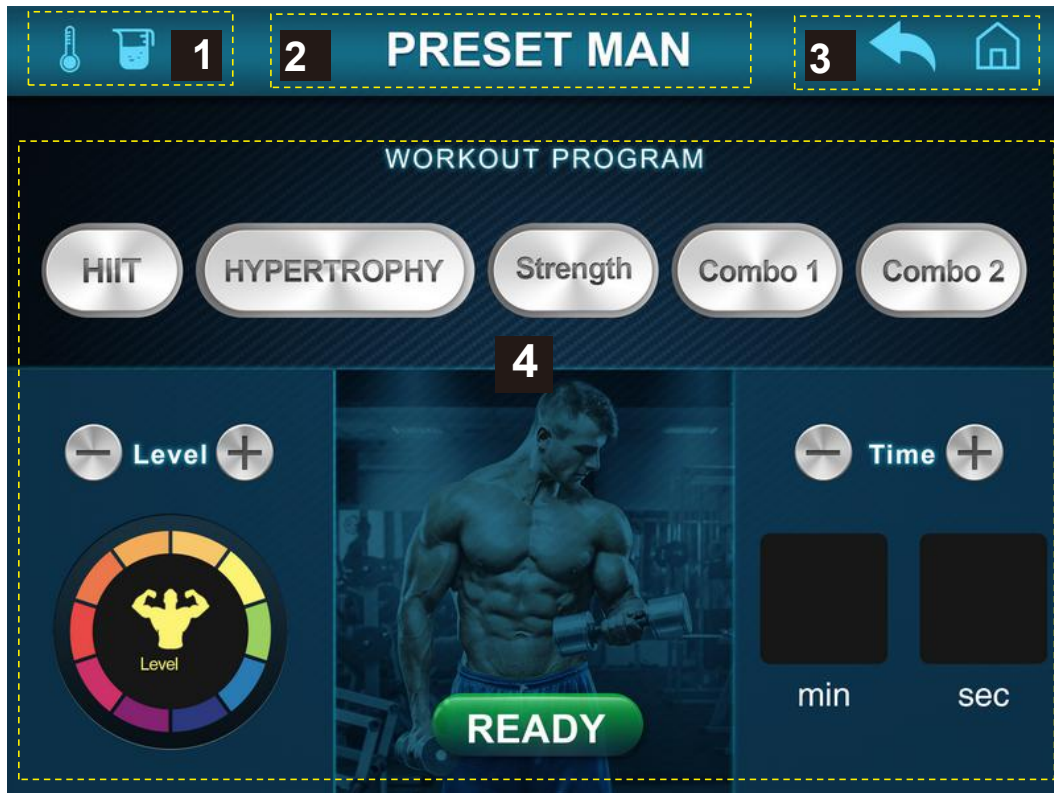 1 2 PRESET MAN 3
WORKOUT PROGRAM
HIIT HYPERTROPHY Strength Combo 1 Combo 2
4
− Level + − Time +
Level
min sec
READY